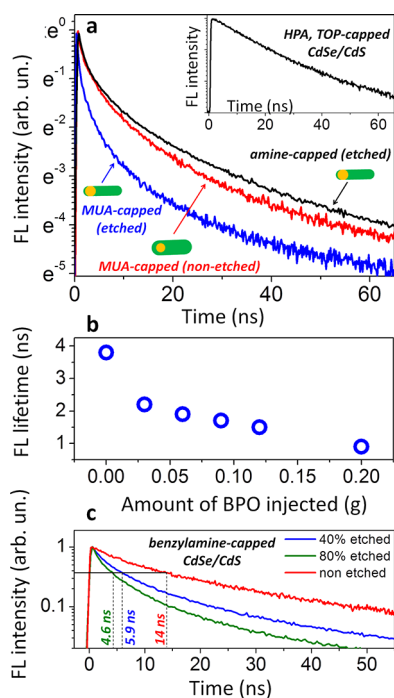 a
HPA, TOP-capped
CdSe/CdS
FL intensity
Time (ns)
0 20 40 60
FL intensity (arb. un.)
e⁰
e⁻¹
e⁻²
e⁻³
e⁻⁴
e⁻⁵
amine-capped (etched)
MUA-capped
(etched)
MUA-capped (non-etched)
0 20 40 60
Time (ns)
b
FL lifetime (ns)
4
3
2
1
0.00 0.05 0.10 0.15 0.20
Amount of BPO injected (g)
c
FL intensity (arb. un.)
1
0.1
benzylamine-capped
CdSe/CdS
40% etched
80% etched
non etched
4.6 ns
5.9 ns
14 ns
0 10 20 30 40 50
Time (ns)